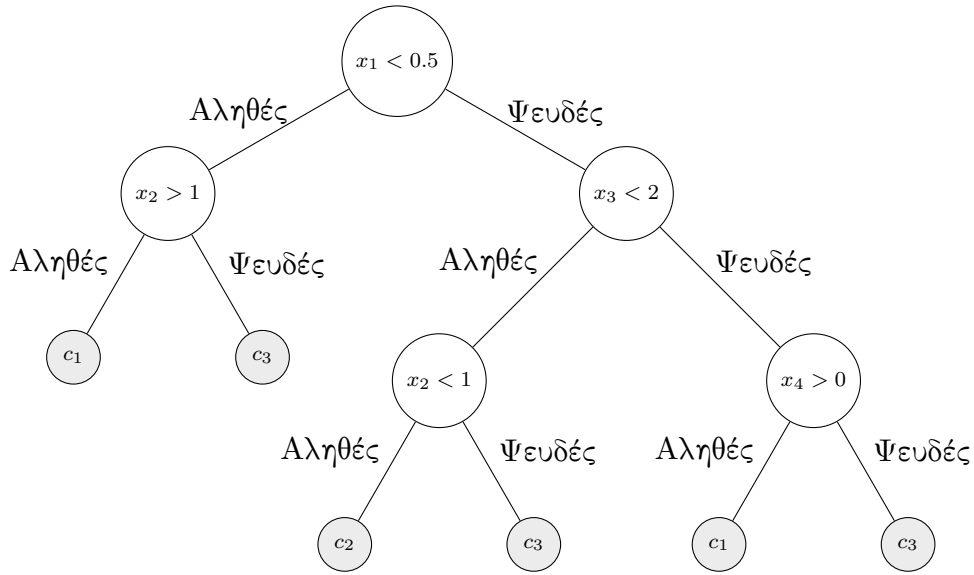 x₁ < 0.5
Αληθές Ψευδές
x₂ > 1 x₃ < 2
Αληθές Ψευδές Αληθές Ψευδές
c₁ c₃ x₂ < 1 x₄ > 0
Αληθές Ψευδές Αληθές Ψευδές
c₂ c₃ c₁ c₃